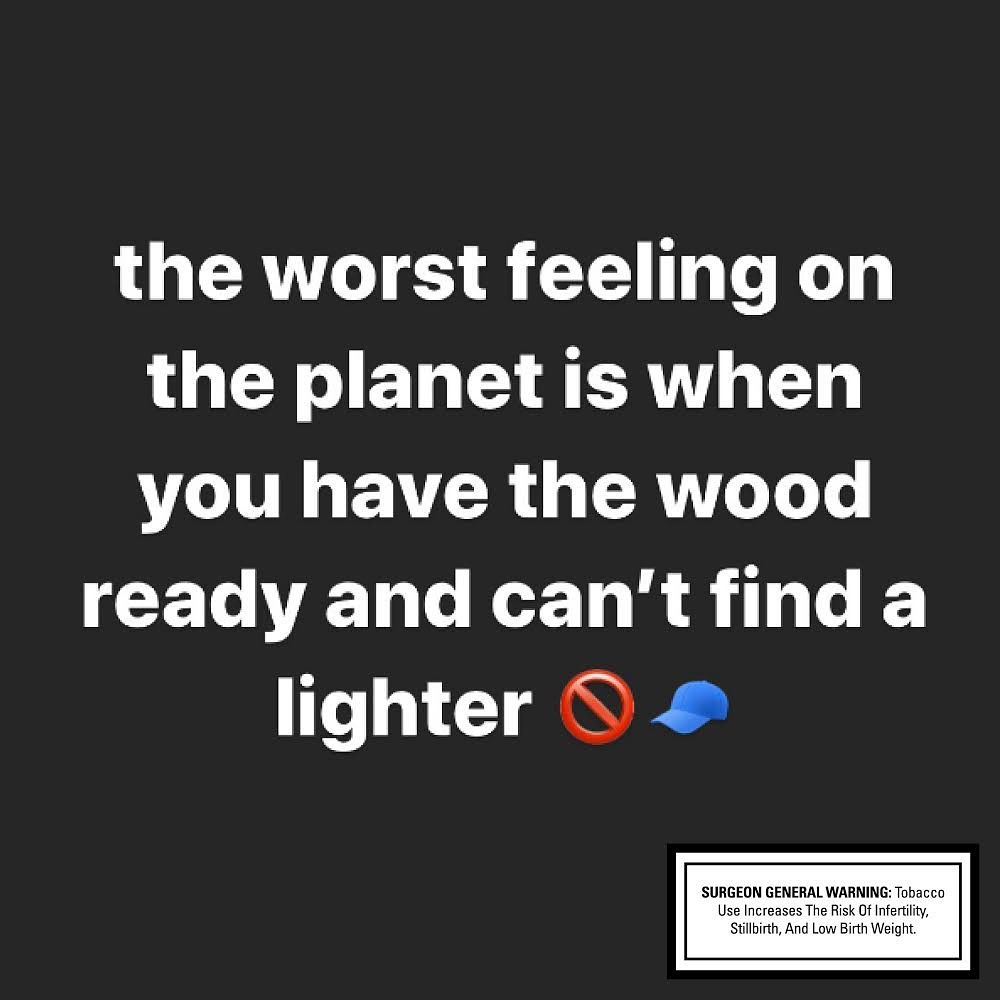 the worst feeling on
the planet is when
you have the wood
ready and can’t find a
lighter 🚫🧢
SURGEON GENERAL WARNING: Tobacco
Use Increases The Risk Of Infertility,
Stillbirth, And Low Birth Weight.